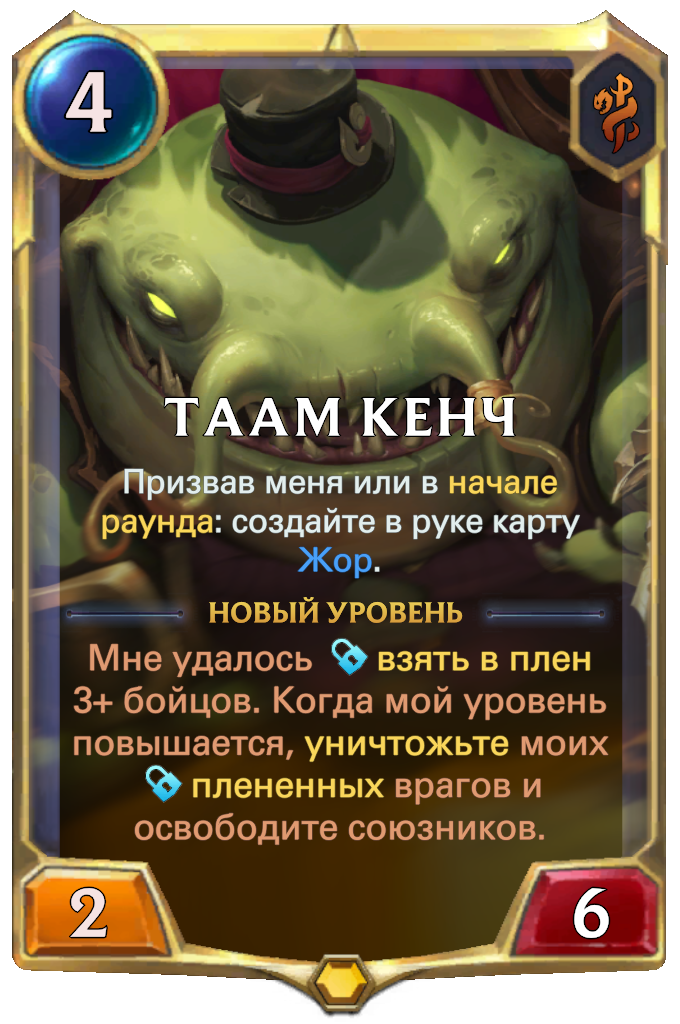 4
ТААМ КЕНЧ
Призвав меня или в начале
раунда: создайте в руке карту
Жор.
НОВЫЙ УРОВЕНЬ
Мне удалось взять в плен
3+ бойцов. Когда мой уровень
повышается, уничтожьте моих
плененных врагов и
освободите союзников.
2
6